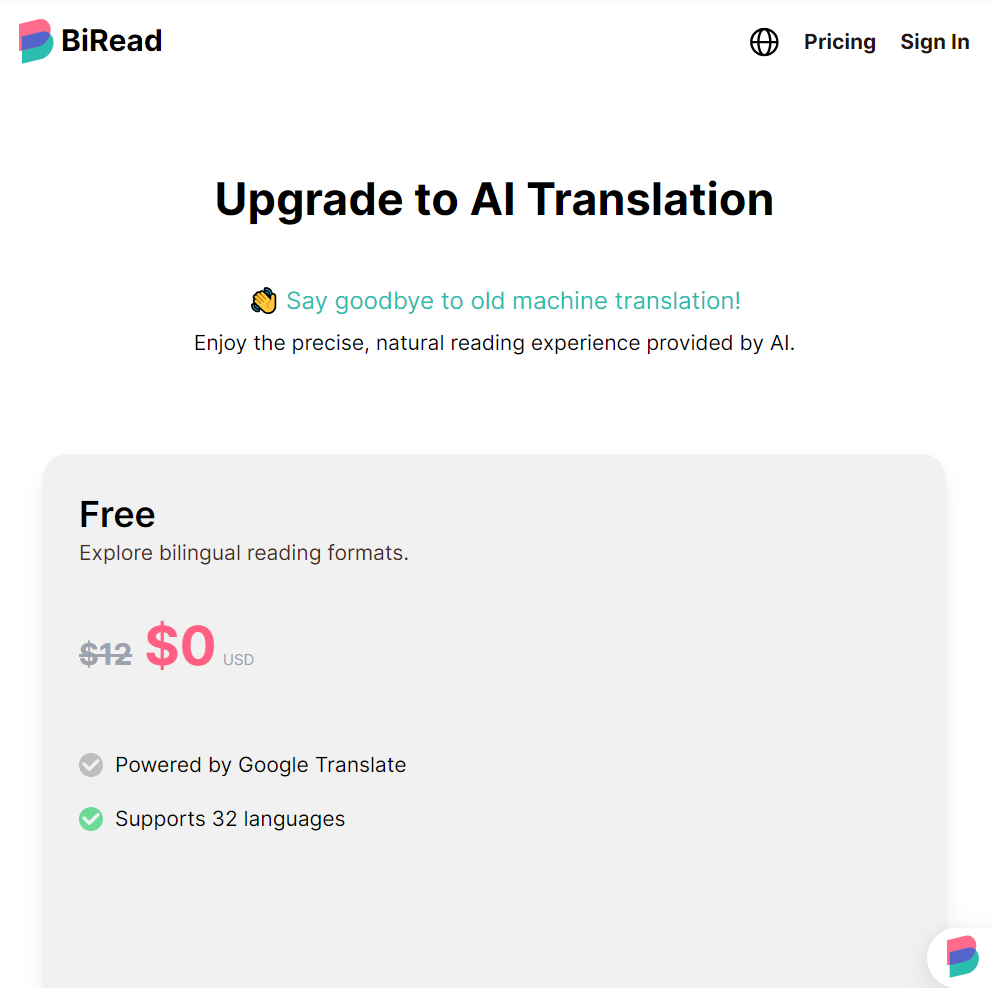 BiRead
Pricing
Sign In
Upgrade to AI Translation
👋 Say goodbye to old machine translation!
Enjoy the precise, natural reading experience provided by AI.
Free
Explore bilingual reading formats.
$12 $0 USD
Powered by Google Translate
Supports 32 languages